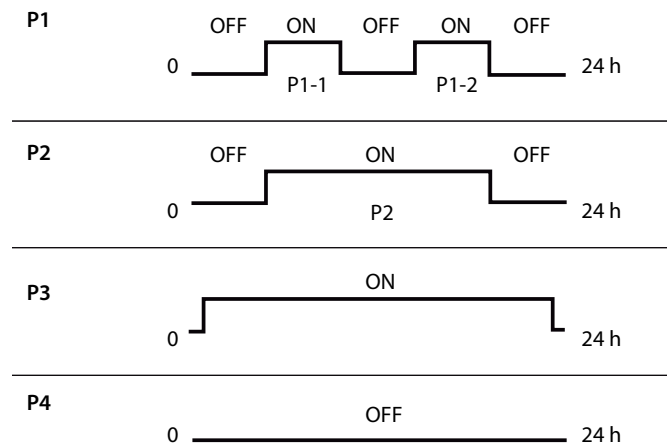 P1 OFF ON OFF ON OFF
0 24 h
P1-1 P1-2
P2 OFF ON OFF
0 P2 24 h
P3 ON
0 24 h
P4 OFF
0 24 h